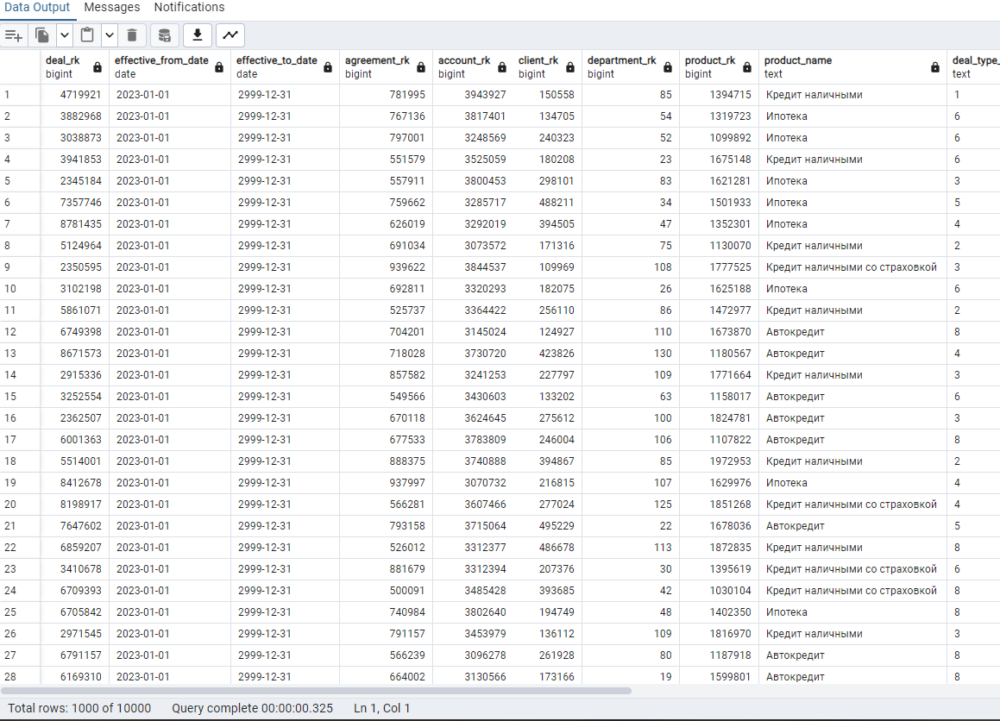 Data Output Messages Notifications
deal_rk effective_from_date effective_to_date agreement_rk account_rk client_rk department_rk product_rk product_name deal_type_
bigint date date bigint bigint bigint bigint bigint text text
1 4719921 2023-01-01 2999-12-31 781995 3943927 150558 85 1394715 Кредит наличными 1
2 3882968 2023-01-01 2999-12-31 767136 3817401 134705 54 1319723 Ипотека 6
3 3038873 2023-01-01 2999-12-31 797001 3248569 240323 52 1099892 Ипотека 6
4 3941853 2023-01-01 2999-12-31 551579 3525059 180208 23 1675148 Кредит наличными 6
5 2345184 2023-01-01 2999-12-31 557911 3800453 298101 83 1621281 Ипотека 3
6 7357746 2023-01-01 2999-12-31 759662 3285717 488211 34 1501933 Ипотека 5
7 8781435 2023-01-01 2999-12-31 626019 3292019 394505 47 1352301 Ипотека 4
8 5124964 2023-01-01 2999-12-31 691034 3073572 171316 75 1130070 Кредит наличными 2
9 2350595 2023-01-01 2999-12-31 939622 3844537 109969 108 1777525 Кредит наличными со страховкой 3
10 3102198 2023-01-01 2999-12-31 692811 3320293 182075 26 1625188 Ипотека 6
11 5861071 2023-01-01 2999-12-31 525737 3364422 256110 86 1472977 Кредит наличными 2
12 6749398 2023-01-01 2999-12-31 704201 3145024 124927 110 1673870 Автокредит 8
13 8671573 2023-01-01 2999-12-31 718028 3730720 423826 130 1180567 Автокредит 4
14 2915336 2023-01-01 2999-12-31 857582 3241253 227797 109 1771664 Кредит наличными 3
15 3252554 2023-01-01 2999-12-31 549566 3430603 133202 63 1158017 Автокредит 6
16 2362507 2023-01-01 2999-12-31 670118 3624645 275612 100 1824781 Автокредит 3
17 6001363 2023-01-01 2999-12-31 677533 3783809 246004 106 1107822 Автокредит 8
18 5514001 2023-01-01 2999-12-31 888375 3740888 394867 85 1972953 Кредит наличными 2
19 8412678 2023-01-01 2999-12-31 937997 3070732 216815 107 1629976 Ипотека 4
20 8198917 2023-01-01 2999-12-31 566281 3607466 277024 125 1851268 Кредит наличными со страховкой 4
21 7647602 2023-01-01 2999-12-31 793158 3715064 495229 22 1678036 Автокредит 5
22 6859207 2023-01-01 2999-12-31 526012 3312377 486678 113 1872835 Кредит наличными 8
23 3410678 2023-01-01 2999-12-31 881679 3312394 207376 30 1395619 Кредит наличными со страховкой 6
24 6709393 2023-01-01 2999-12-31 500091 3485428 393685 42 1030104 Кредит наличными со страховкой 8
25 6705842 2023-01-01 2999-12-31 740984 3802640 194749 48 1402350 Ипотека 8
26 2971545 2023-01-01 2999-12-31 791157 3453979 136112 109 1816970 Кредит наличными 3
27 6791157 2023-01-01 2999-12-31 566239 3096278 261928 80 1187918 Автокредит 8
28 6169310 2023-01-01 2999-12-31 664002 3130566 173166 19 1599801 Автокредит 8
Total rows: 1000 of 10000 Query complete 00:00:00.325 Ln 1, Col 1